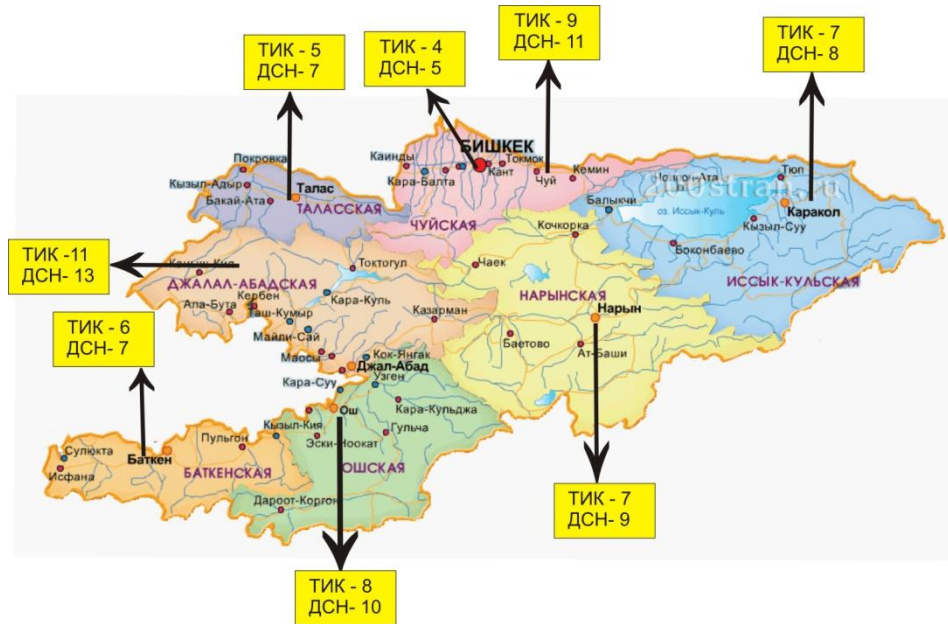 ТИК - 5
ДСН- 7
ТИК - 4
ДСН- 5
ТИК - 9
ДСН- 11
ТИК - 7
ДСН- 8
Покровка
Кызыл-Адыр
Бакай-Ата
Талас
ТАЛАССКАЯ
Каинды
Кара-Балта
БИШКЕК
Токмок
Кант
Чуй
Кемин
ЧУЙСКАЯ
200stran.ru
Тюп
Балыкчи
оз. Иссык-Куль
Каракол
Кызыл-Суу
Боконбаево
ИССЫК-КУЛЬСКАЯ
Кочкорка
Чаек
НАРЫНСКАЯ
Нарын
Баетово
Ат-Баши
ТИК -11
ДСН- 13
ДЖАЛАЛ-АБАДСКАЯ
Токтогул
Кара-Куль
Казарман
Кербен
Ала-Бута
Таш-Кумыр
Майли-Сай
Маосы
Кок-Янгак
Джал-Абад
ТИК - 6
ДСН- 7
Кара-Суу
Узген
Ош
Кара-Кульджа
Гульча
Кызыл-Кия
Эски-Ноокат
ОШСКАЯ
Дароот-Коргон
Сулюкта
Исфана
Баткен
Пульгон
БАТКЕНСКАЯ
ТИК - 7
ДСН- 9
ТИК - 8
ДСН- 10